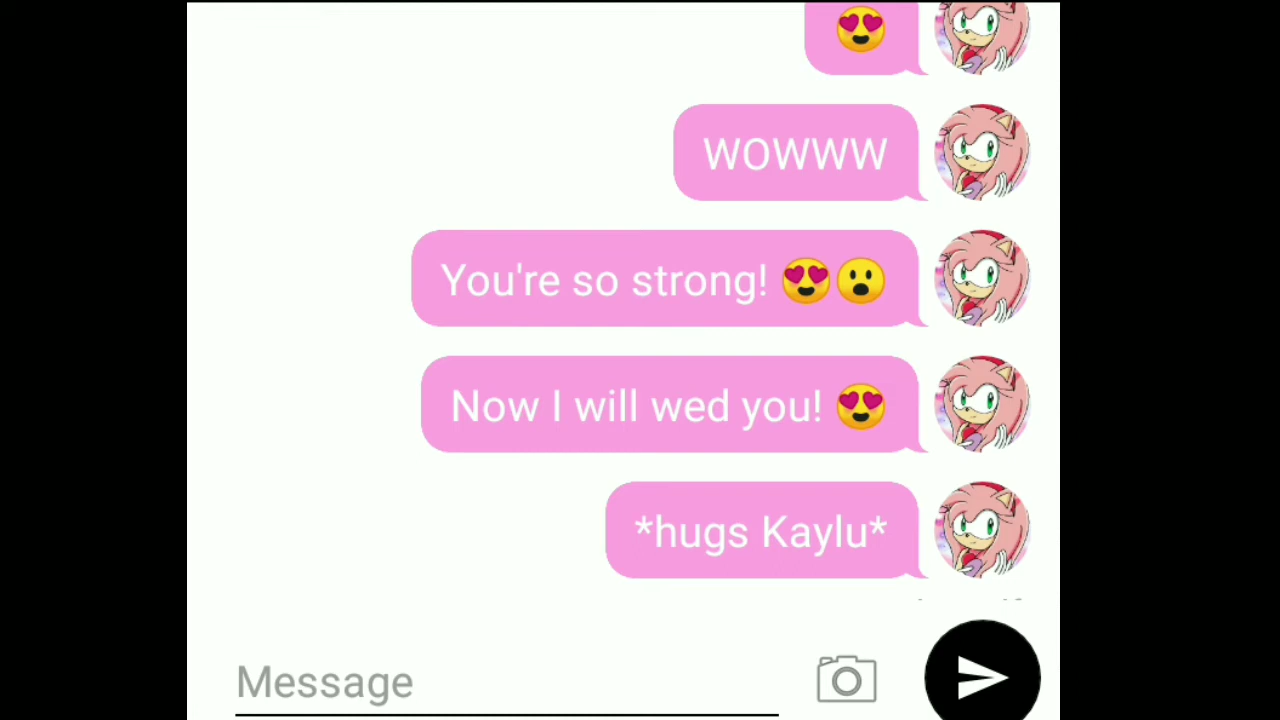 😍
WOWWW
You're so strong! 😍😮
Now I will wed you! 😍
*hugs Kaylu*
Message